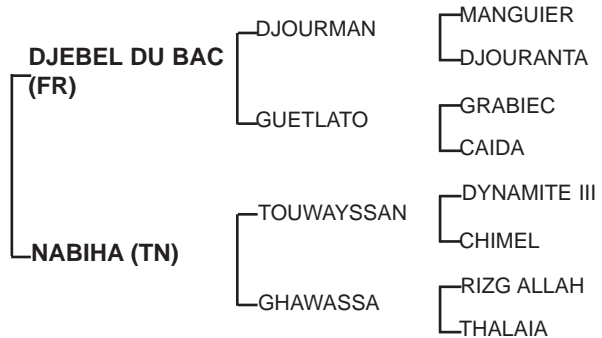 MANGUIER
DJOURMAN
DJEBEL DU BAC
(FR)
DJOURANTA
GRABIEC
GUETLATO
CAIDA
DYNAMITE III
TOUWAYSSAN
CHIMEL
NABIHA (TN)
RIZG ALLAH
GHAWASSA
THALAIA